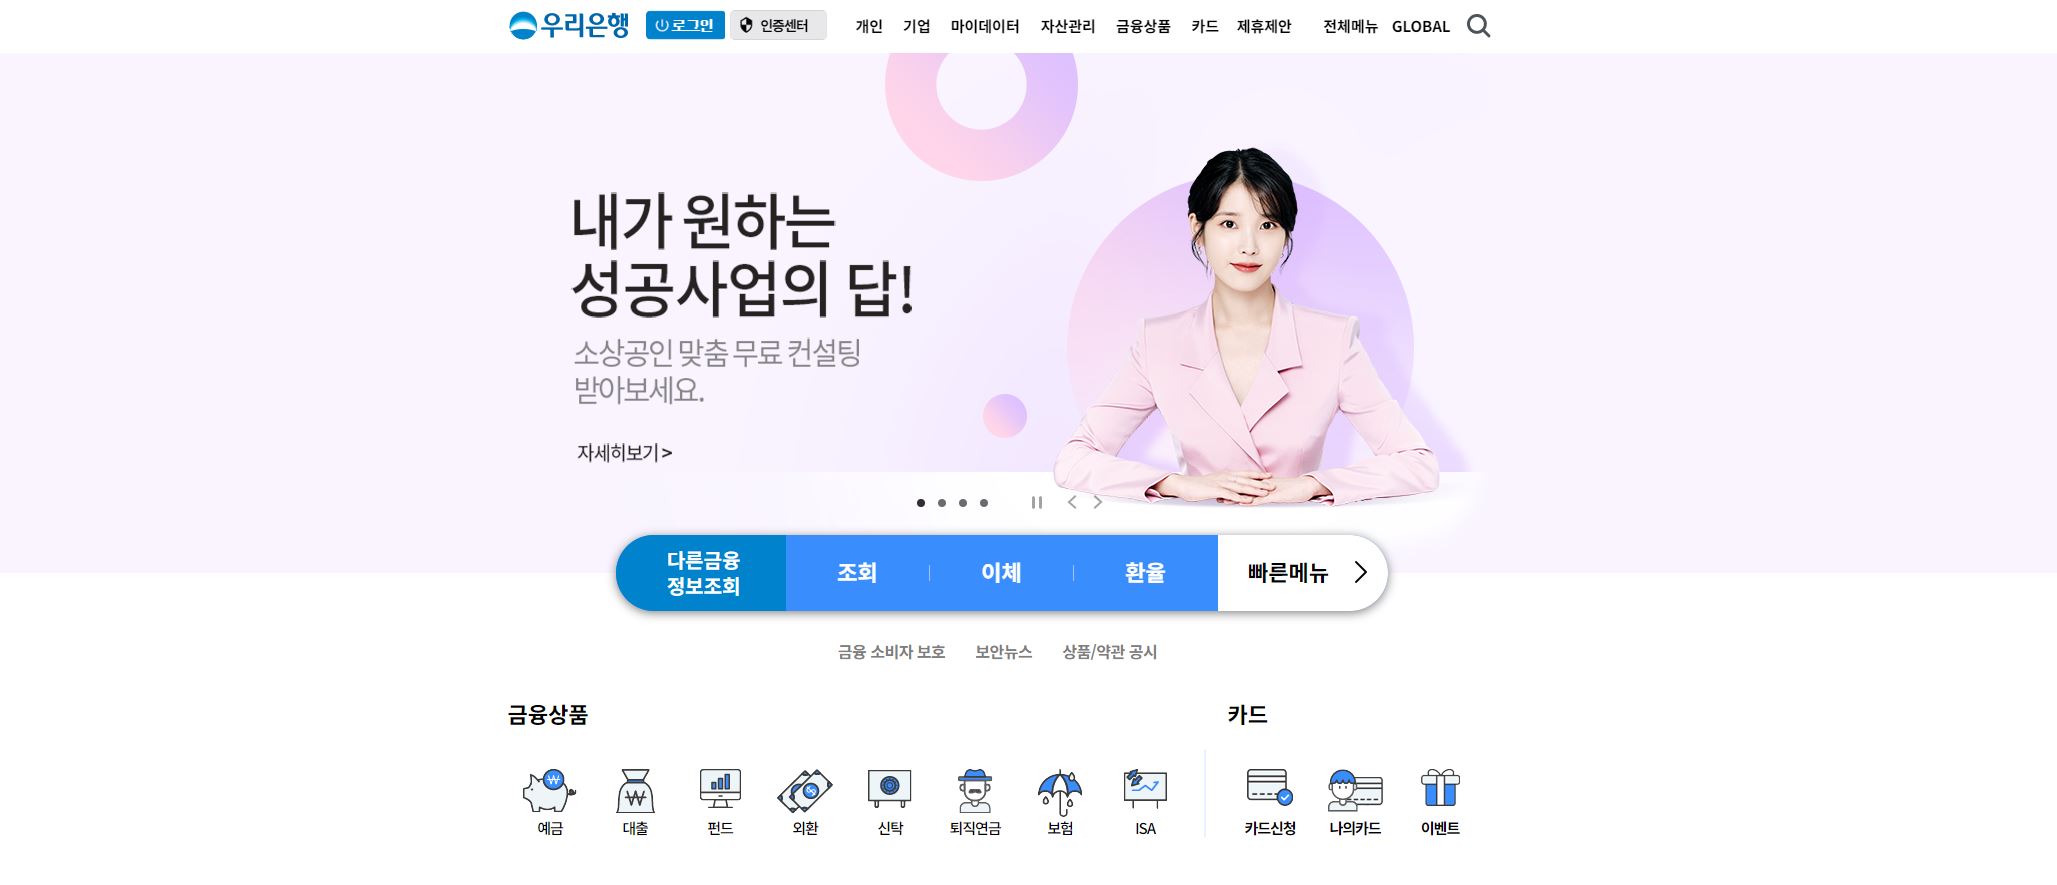 우리은행
로그인
인증센터
개인
기업
마이데이터
자산관리
금융상품
카드
제휴제안
전체메뉴
GLOBAL
내가 원하는
성공사업의 답!
소상공인 맞춤 무료 컨설팅
받아보세요.
자세히보기 >
다른금융
정보조회
조회
이체
환율
빠른메뉴
금융 소비자 보호
보안뉴스
상품/약관 공시
금융상품
예금
대출
펀드
외환
신탁
퇴직연금
보험
ISA
카드
카드신청
나의카드
이벤트